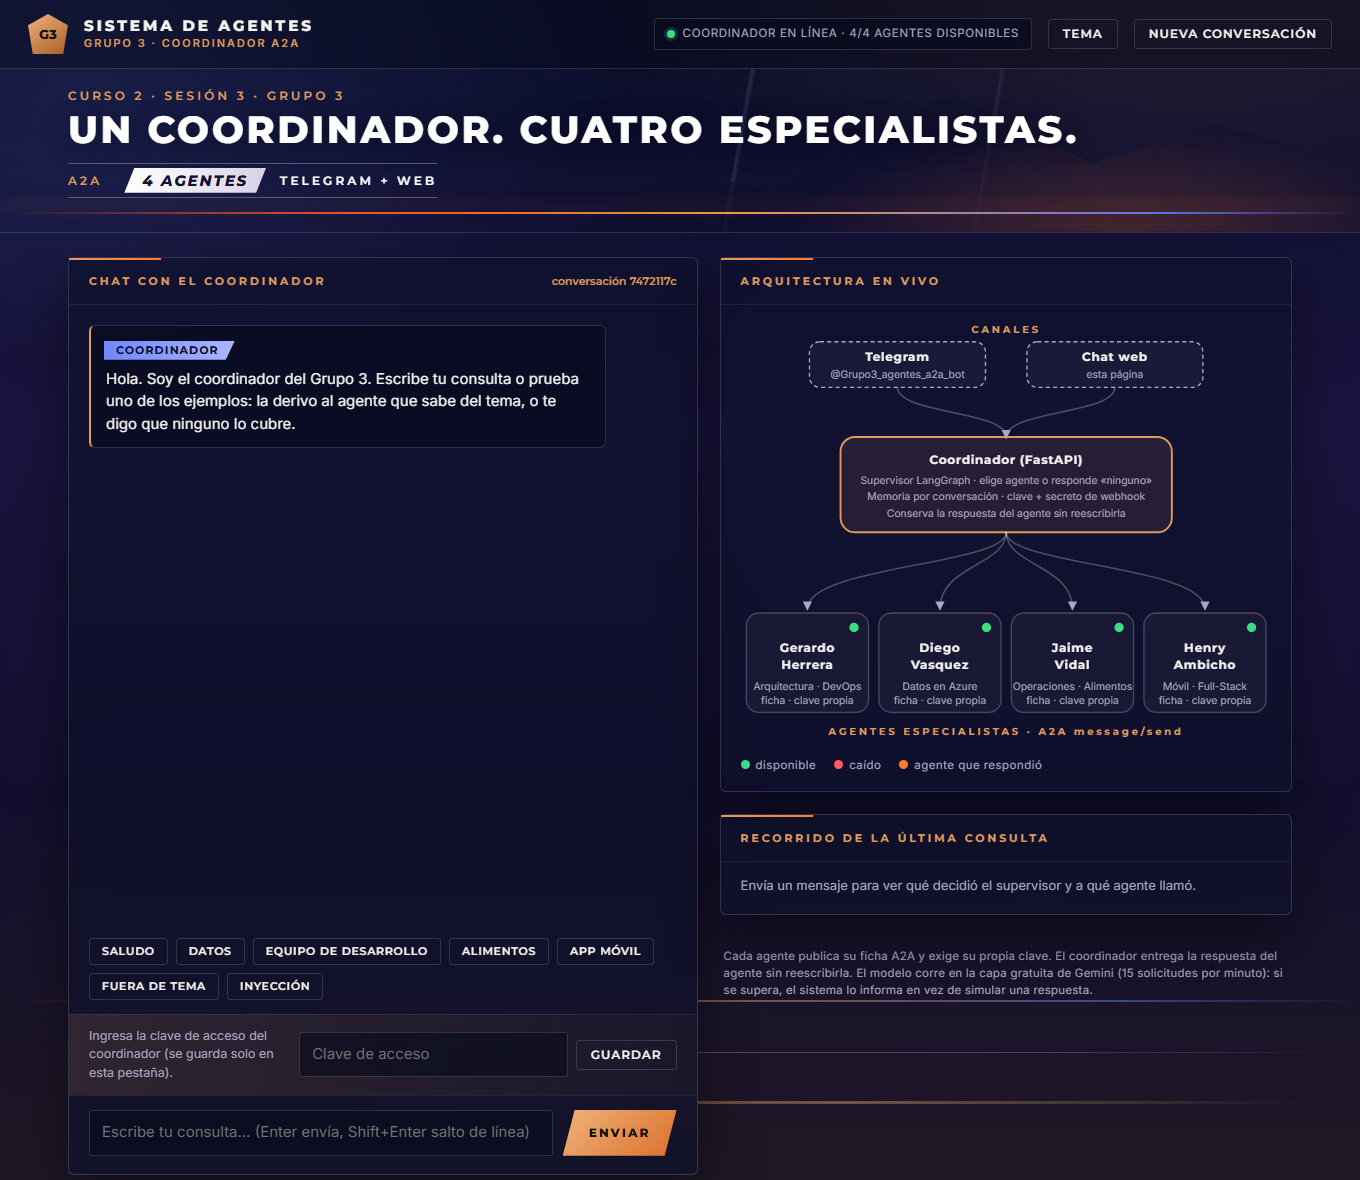 G3
SISTEMA DE AGENTES
GRUPO 3 · COORDINADOR A2A
COORDINADOR EN LÍNEA · 4/4 AGENTES DISPONIBLES
TEMA
NUEVA CONVERSACIÓN
CURSO 2 · SESIÓN 3 · GRUPO 3
UN COORDINADOR. CUATRO ESPECIALISTAS.
A2A
4 AGENTES
TELEGRAM + WEB
CHAT CON EL COORDINADOR
conversación 7472117c
COORDINADOR
Hola. Soy el coordinador del Grupo 3. Escribe tu consulta o prueba
uno de los ejemplos: la derivo al agente que sabe del tema, o te
digo que ninguno lo cubre.
SALUDO
DATOS
EQUIPO DE DESARROLLO
ALIMENTOS
APP MÓVIL
FUERA DE TEMA
INYECCIÓN
Ingresa la clave de acceso del
coordinador (se guarda solo en
esta pestaña).
Clave de acceso
GUARDAR
Escribe tu consulta... (Enter envía, Shift+Enter salto de línea)
ENVIAR
ARQUITECTURA EN VIVO
CANALES
Telegram
@Grupo3_agentes_a2a_bot
Chat web
esta página
Coordinador (FastAPI)
Supervisor LangGraph · elige agente o responde «ninguno»
Memoria por conversación · clave + secreto de webhook
Conserva la respuesta del agente sin reescribirla
Gerardo
Herrera
Arquitectura · DevOps
ficha · clave propia
Diego
Vasquez
Datos en Azure
ficha · clave propia
Jaime
Vidal
Operaciones · Alimentos
ficha · clave propia
Henry
Ambicho
Móvil · Full-Stack
ficha · clave propia
AGENTES ESPECIALISTAS · A2A message/send
disponible
caído
agente que respondió
RECORRIDO DE LA ÚLTIMA CONSULTA
Envía un mensaje para ver qué decidió el supervisor y a qué agente llamó.
Cada agente publica su ficha A2A y exige su propia clave. El coordinador entrega la respuesta del
agente sin reescribirla. El modelo corre en la capa gratuita de Gemini (15 solicitudes por minuto): si
se supera, el sistema lo informa en vez de simular una respuesta.